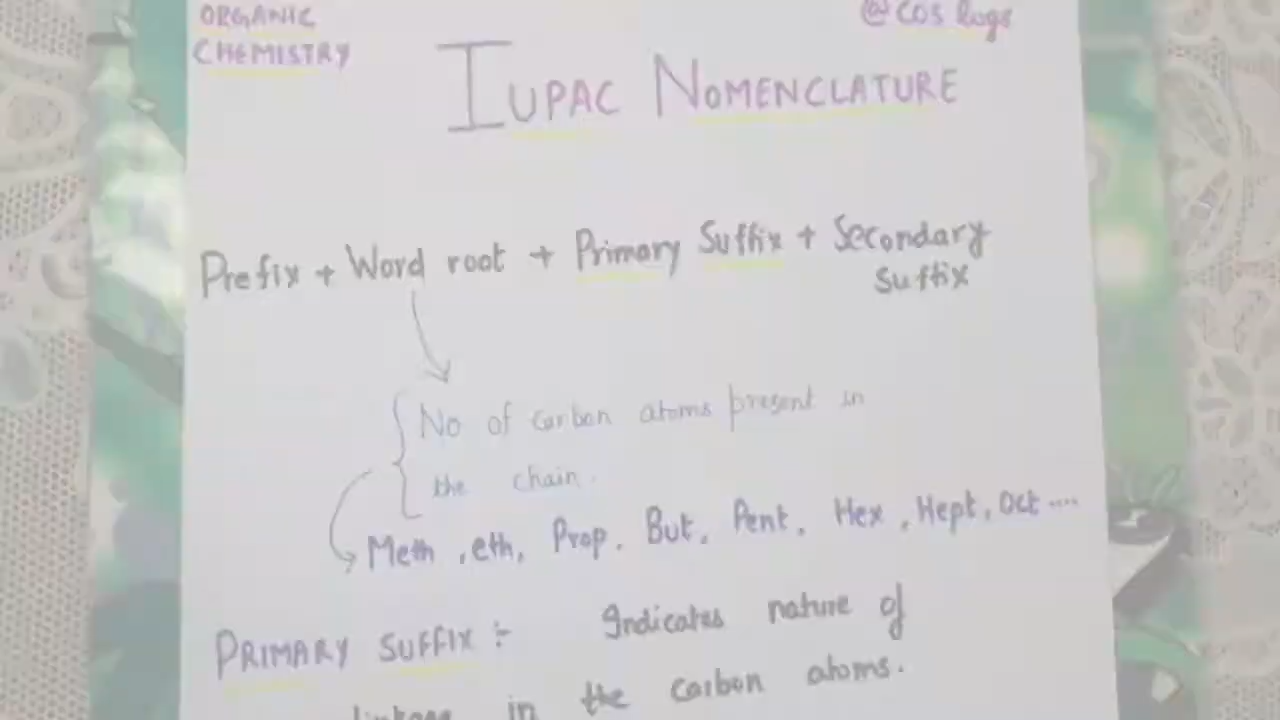 ORGANIC
CHEMISTRY
@cos logs
IUPAC NOMENCLATURE
Prefix + Word root + Primary Suffix + Secondary
Suffix
No of carbon atoms present in
the chain.
Meth, eth, Prop, But, Pent, Hex, Hept, Oct ....
PRIMARY SUFFIX :- Indicates nature of
linkage in the carbon atoms.